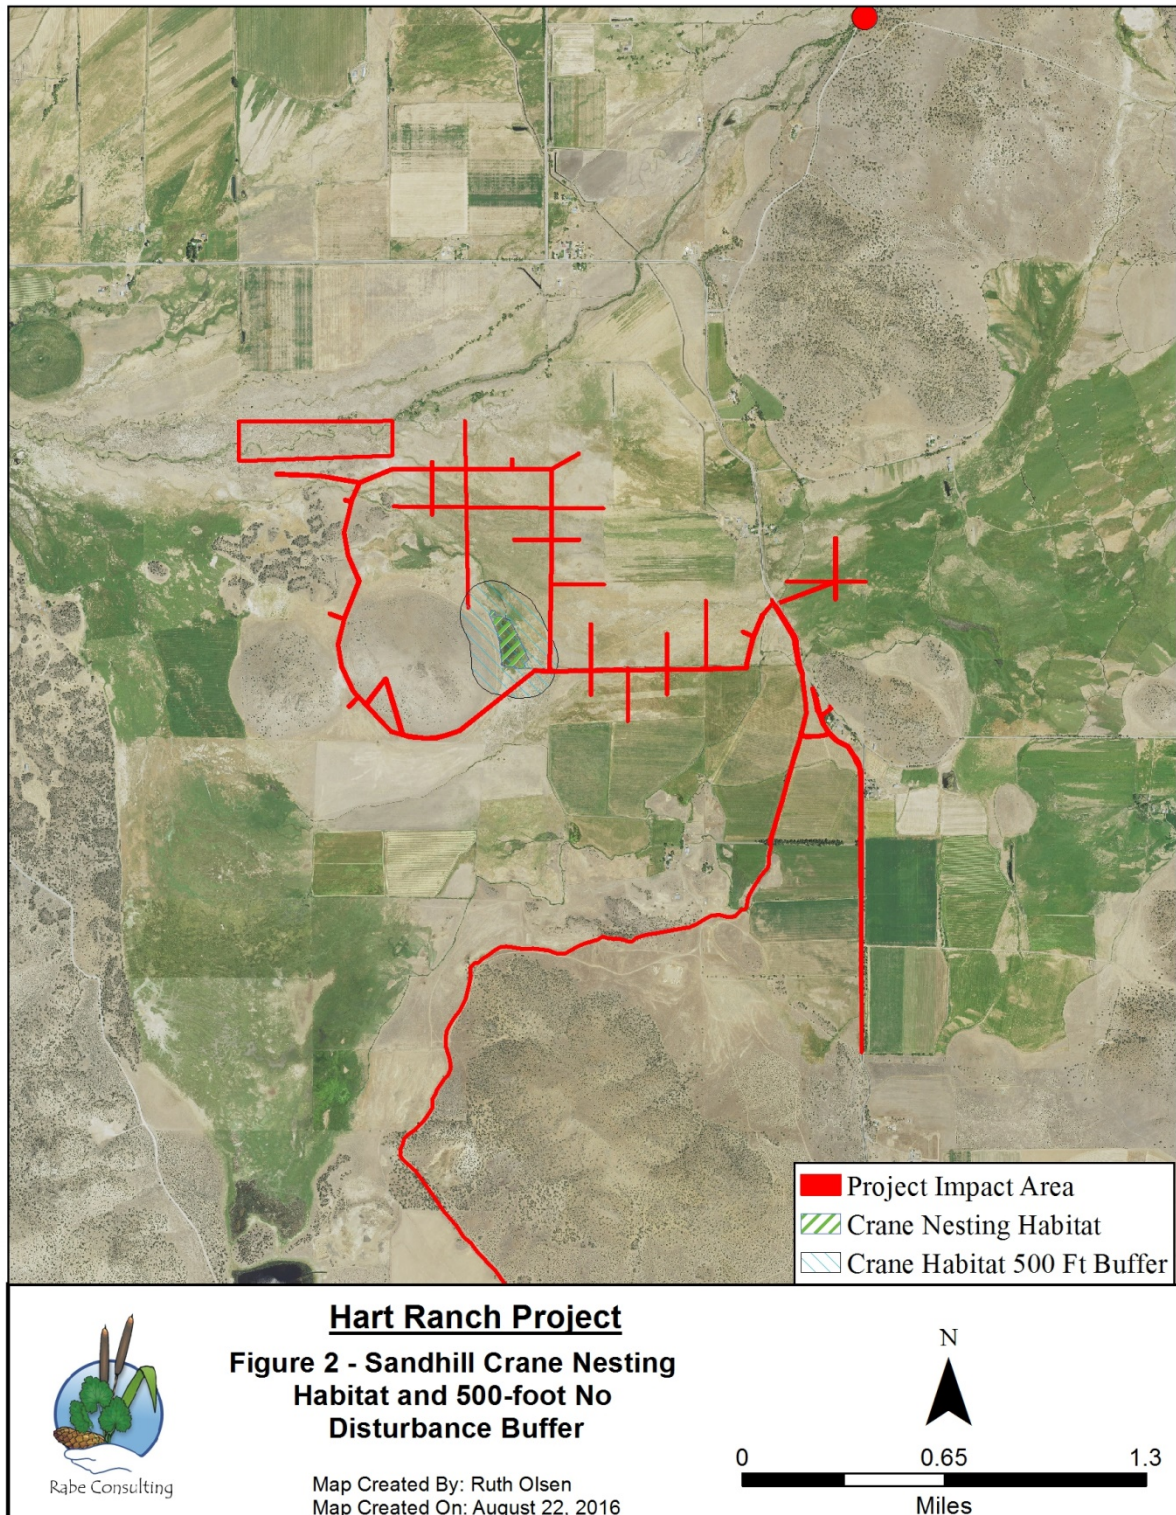 Project Impact Area
Crane Nesting Habitat
Crane Habitat 500 Ft Buffer
Hart Ranch Project
Figure 2 - Sandhill Crane Nesting
Habitat and 500-foot No
Disturbance Buffer
Map Created By: Ruth Olsen
Map Created On: August 22, 2016
Rabe Consulting
N
0 0.65 1.3
Miles